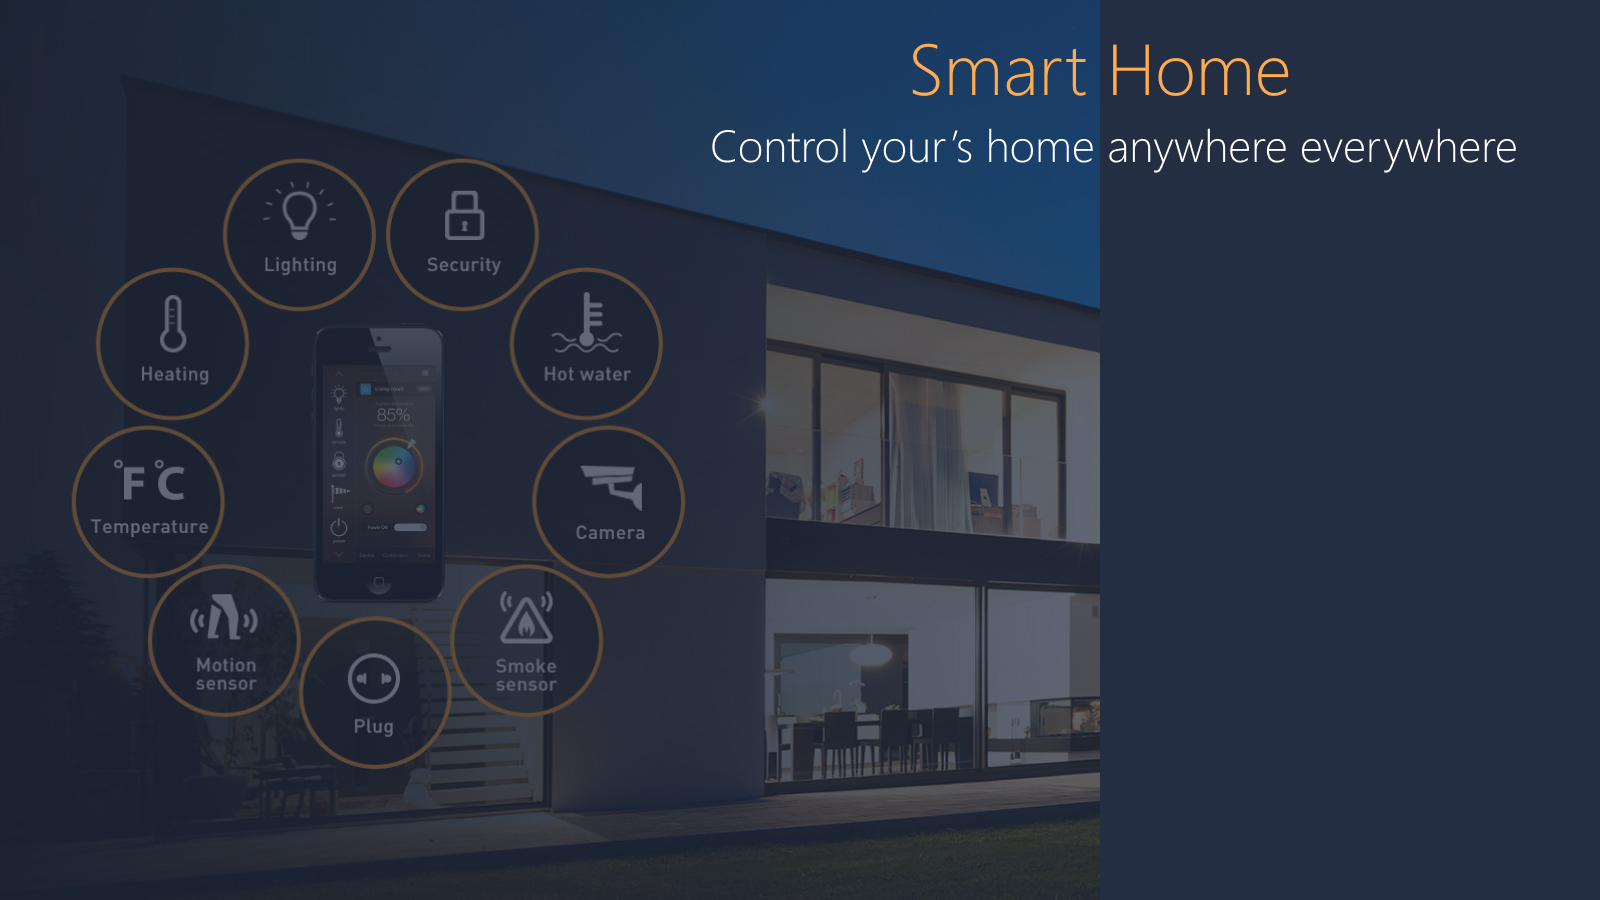 Smart Home
Control your's home anywhere everywhere
Lighting
Security
Heating
Hot water
°F °C
Temperature
Camera
Motion
sensor
Smoke
sensor
Plug
85%